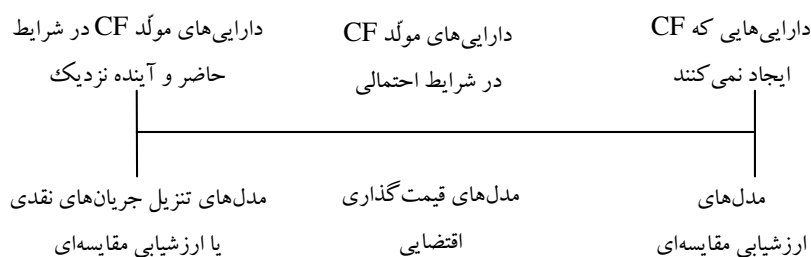 دارایی‌هایی که CF
ایجاد نمی‌کنند
دارایی‌های مولّد CF
در شرایط احتمالی
دارایی‌های مولّد CF در شرایط
حاضر و آینده نزدیک
مدل‌های
ارزشیابی مقایسه‌ای
مدل‌های قیمت‌گذاری
اقتضایی
مدل‌های تنزیل جریان‌های نقدی
یا ارزشیابی مقایسه‌ای